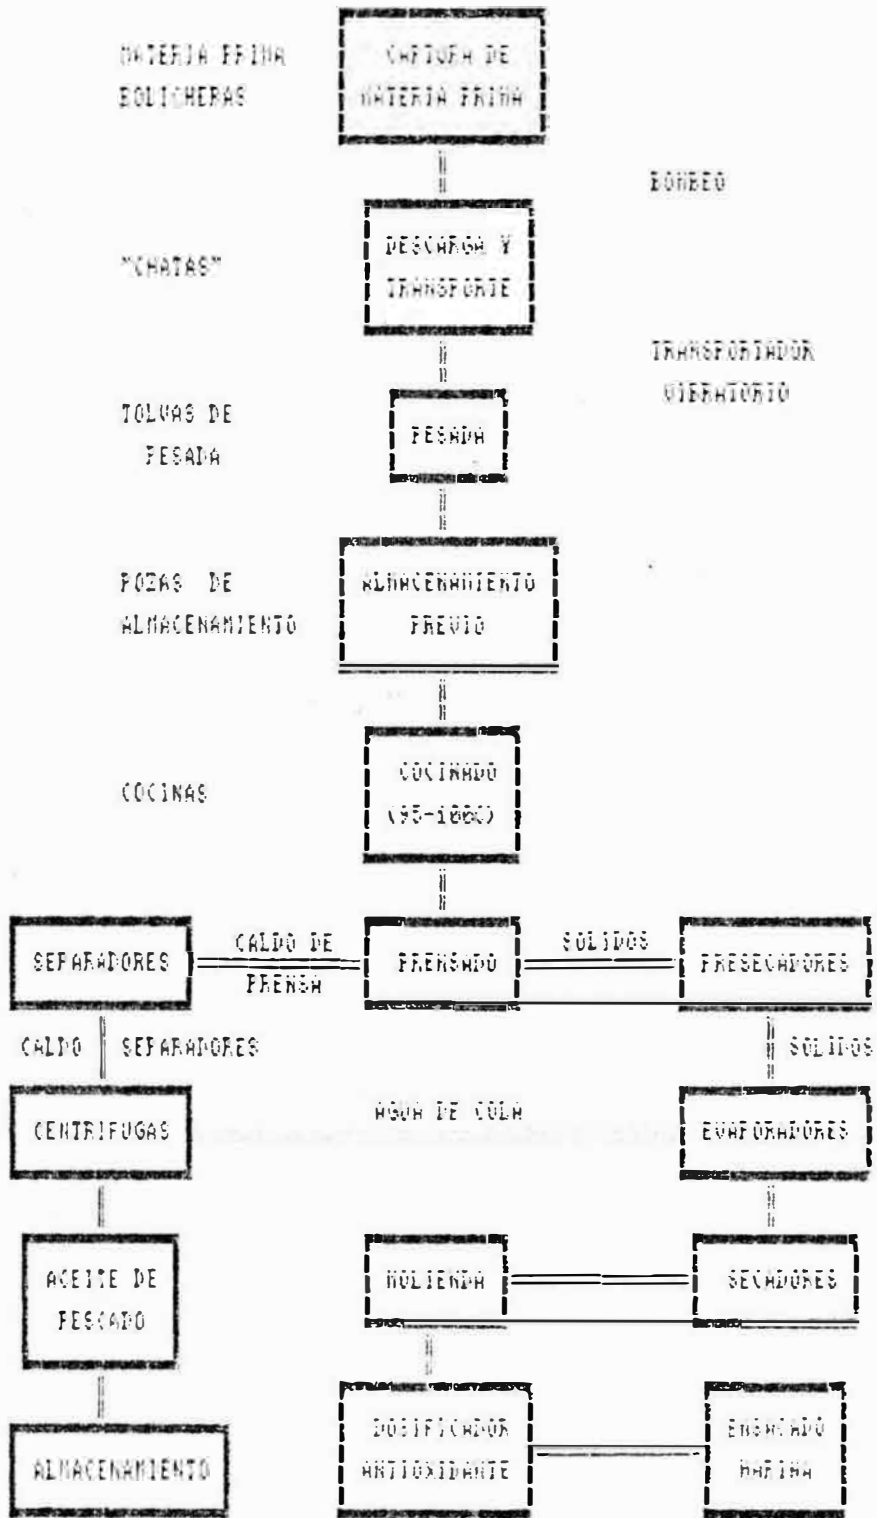 MATERIA PRIMA
BOLICHERAS
CAPTURA DE
MATERIA PRIMA
BOMBEO
"CHATAS"
DESCARGA Y
TRANSPORTE
TRANSPORTADOR
VIBRATORIO
TOLVAS DE
PESADA
PESADA
POZAS DE
ALMACENAMIENTO
ALMACENAMIENTO
PREVIO
COCINAS
COCINADO
(95-100C)
SEPARADORES
CALDO DE
PRENSA
PRENSADO
SOLIDOS
PRESECADORES
CALDO SEPARADORES
SOLIDOS
CENTRIFUGAS
AGUA DE COLA
EVAPORADORES
ACEITE DE
PESCADO
MOLIENDA
SECADORES
ALMACENAMIENTO
DOSIFICADOR
ANTIOXIDANTE
ENSACADO
HARINA